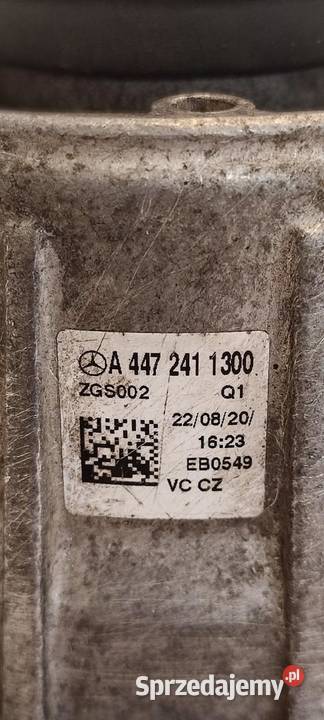 A 447 241 1300
ZGS002 Q1
22/08/20/
16:23
EB0549
VC CZ
Sprzedajemy.pl